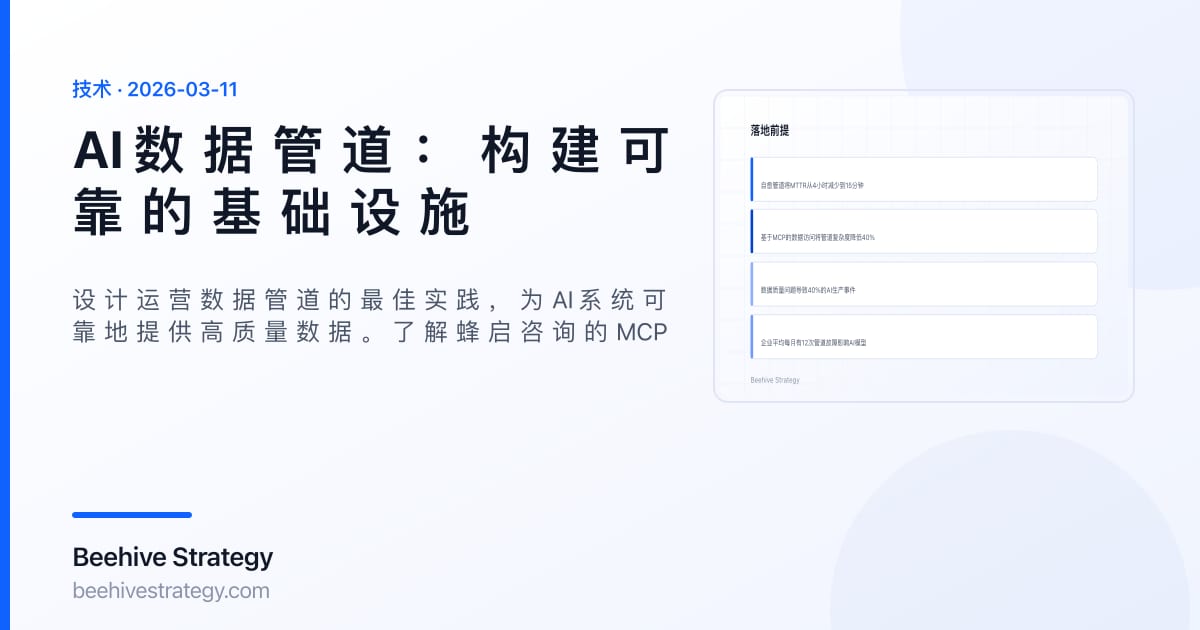 技术 · 2026-03-11
AI数据管道：构建可
靠的基础设施
设计运营数据管道的最佳实践，为AI系统可
靠地提供高质量数据。了解蜂启咨询的MCP
落地前提
自愈管道将MTTR从4小时减少到15分钟
基于MCP的数据访问将管道复杂度降低40%
数据质量问题导致40%的AI生产事件
企业平均每月有12次管道故障影响AI模型
Beehive Strategy
Beehive Strategy
beehivestrategy.com